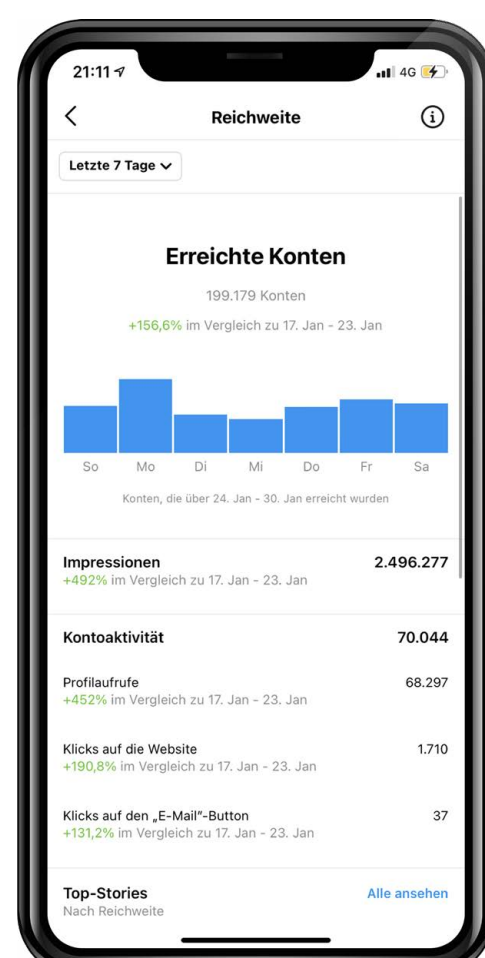 21:11
4G
Reichweite
Letzte 7 Tage
Erreichte Konten
199.179 Konten
+156,6% im Vergleich zu 17. Jan - 23. Jan
So Mo Di Mi Do Fr Sa
Konten, die über 24. Jan - 30. Jan erreicht wurden
Impressionen 2.496.277
+492% im Vergleich zu 17. Jan - 23. Jan
Kontoaktivität 70.044
Profilaufrufe 68.297
+452% im Vergleich zu 17. Jan - 23. Jan
Klicks auf die Website 1.710
+190,8% im Vergleich zu 17. Jan - 23. Jan
Klicks auf den „E-Mail"-Button 37
+131,2% im Vergleich zu 17. Jan - 23. Jan
Top-Stories Alle ansehen
Nach Reichweite